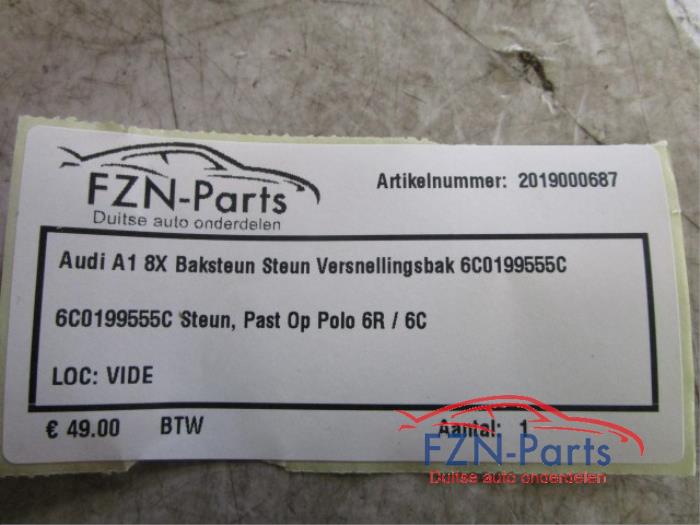 FZN-Parts
Duitse auto onderdelen
Artikelnummer: 2019000687
Audi A1 8X Baksteun Steun Versnellingsbak 6C0199555C
6C0199555C Steun, Past Op Polo 6R / 6C
LOC: VIDE
€ 49.00 BTW Aantal: 1
FZN-Parts
Duitse auto onderdelen